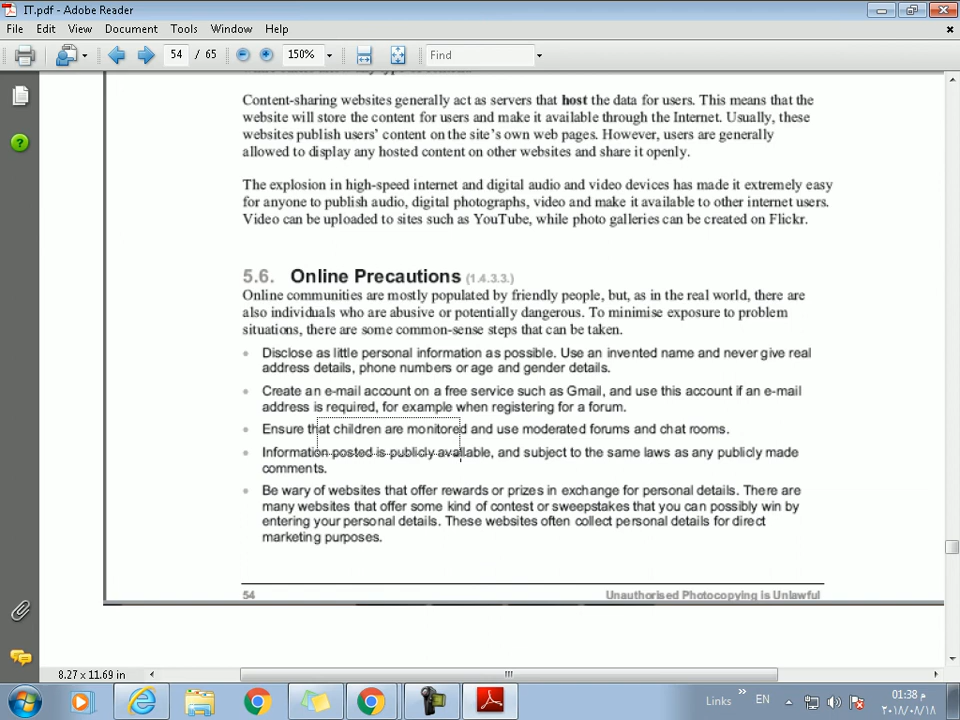 IT.pdf - Adobe Reader
File Edit View Document Tools Window Help
54 / 65 150% Find
Content-sharing websites generally act as servers that host the data for users. This means that the
website will store the content for users and make it available through the Internet. Usually, these
websites publish users' content on the site's own web pages. However, users are generally
allowed to display any hosted content on other websites and share it openly.
The explosion in high-speed internet and digital audio and video devices has made it extremely easy
for anyone to publish audio, digital photographs, video and make it available to other internet users.
Video can be uploaded to sites such as YouTube, while photo galleries can be created on Flickr.
5.6. Online Precautions (1.4.3.3.)
Online communities are mostly populated by friendly people, but, as in the real world, there are
also individuals who are abusive or potentially dangerous. To minimise exposure to problem
situations, there are some common-sense steps that can be taken.
Disclose as little personal information as possible. Use an invented name and never give real
address details, phone numbers or age and gender details.
Create an e-mail account on a free service such as Gmail, and use this account if an e-mail
address is required, for example when registering for a forum.
Ensure that children are monitored and use moderated forums and chat rooms.
Information posted is publicly available, and subject to the same laws as any publicly made
comments.
Be wary of websites that offer rewards or prizes in exchange for personal details. There are
many websites that offer some kind of contest or sweepstakes that you can possibly win by
entering your personal details. These websites often collect personal details for direct
marketing purposes.
54 Unauthorised Photocopying is Unlawful
8.27 x 11.69 in
Links EN 01:38 م
٢٠١٨/٠٨/١٨